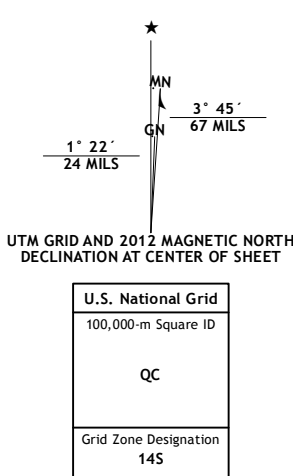 ★
MN
3° 45´
67 MILS
GN
1° 22´
24 MILS
UTM GRID AND 2012 MAGNETIC NORTH
DECLINATION AT CENTER OF SHEET
U.S. National Grid
100,000-m Square ID
QC
Grid Zone Designation
14S